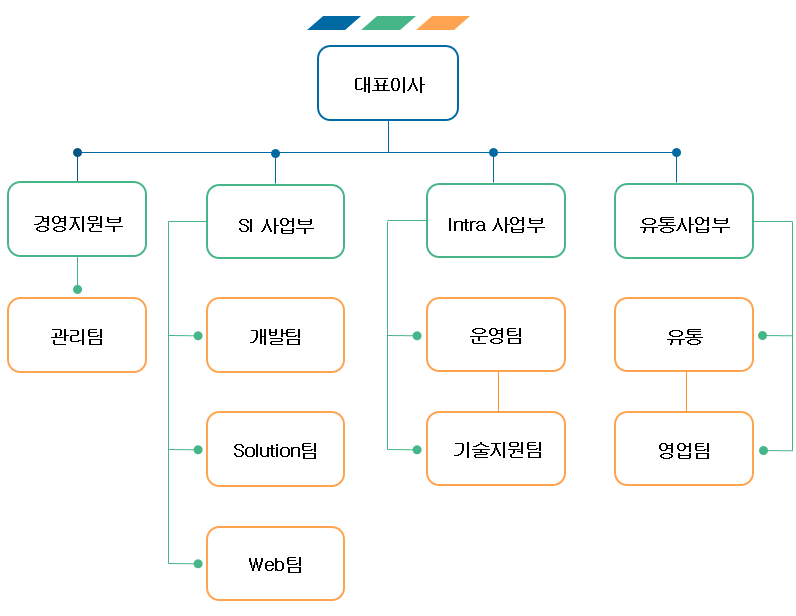 대표이사
경영지원부
SI 사업부
Intra 사업부
유통사업부
관리팀
개발팀
운영팀
유통
Solution팀
기술지원팀
영업팀
Web팀